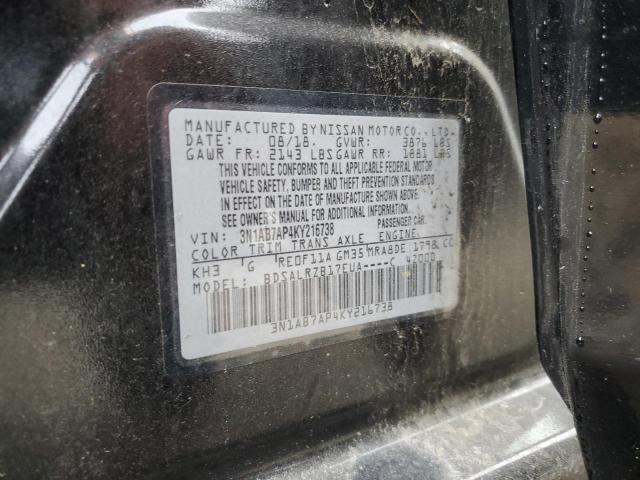 MANUFACTURED BY NISSAN MOTOR CO., LTD.
DATE: 08/18. GVWR: 3876 LBS
GAWR FR: 2143 LBS GAWR RR: 1881 LBS
THIS VEHICLE CONFORMS TO ALL APPLICABLE FEDERAL MOTOR
VEHICLE SAFETY, BUMPER AND THEFT PREVENTION STANDARDS
IN EFFECT ON THE DATE OF MANUFACTURE SHOWN ABOVE.
SEE OWNER'S MANUAL FOR ADDITIONAL INFORMATION.
VIN: 3N1AB7AP4KY216738 PASSENGER CAR
COLOR TRIM TRANS AXLE ENGINE
KH3 G RE0F11A GM35 MRA8DE 1798 CC
MODEL: BDSALRZB17EUA----C 42000
3N1AB7AP4KY216738